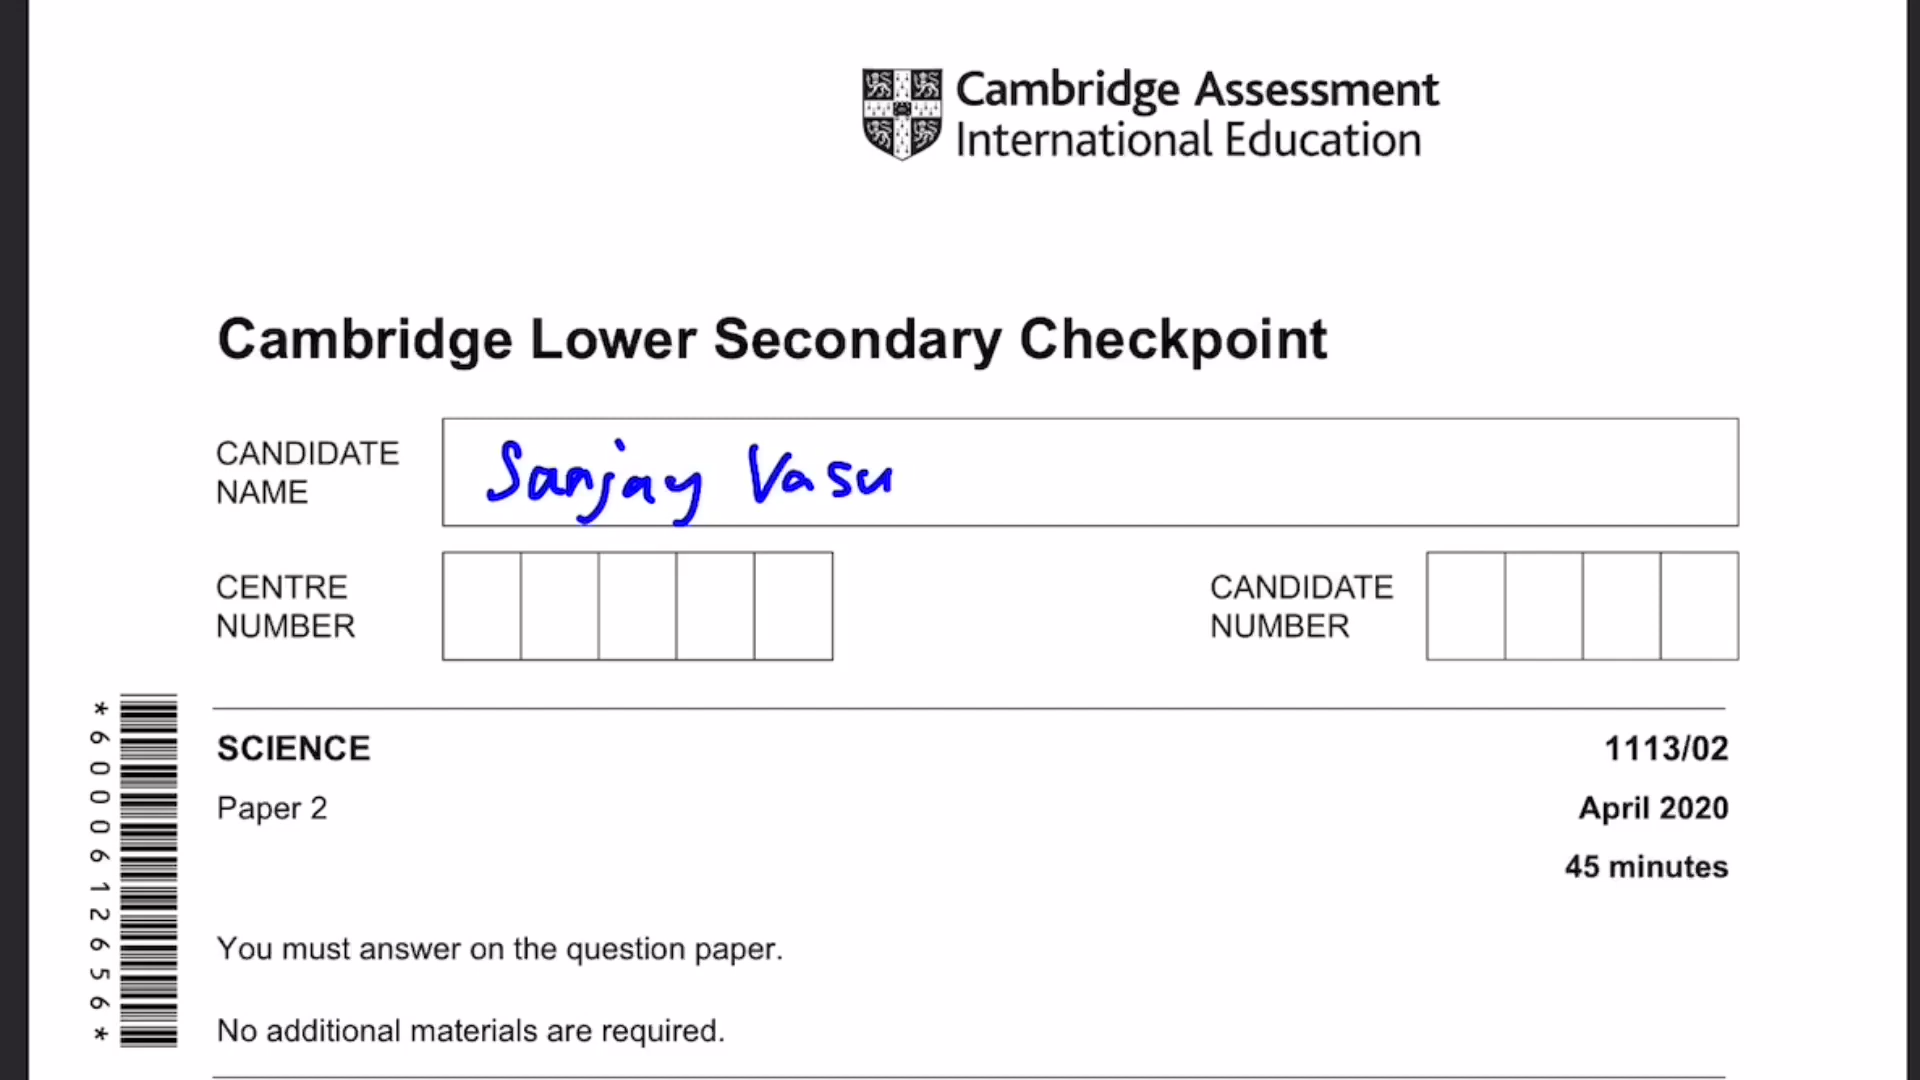 Cambridge Assessment
International Education
Cambridge Lower Secondary Checkpoint
CANDIDATE
NAME
Sanjay Vasu
CENTRE
NUMBER
CANDIDATE
NUMBER
*6000612656*
SCIENCE
1113/02
Paper 2
April 2020
45 minutes
You must answer on the question paper.
No additional materials are required.